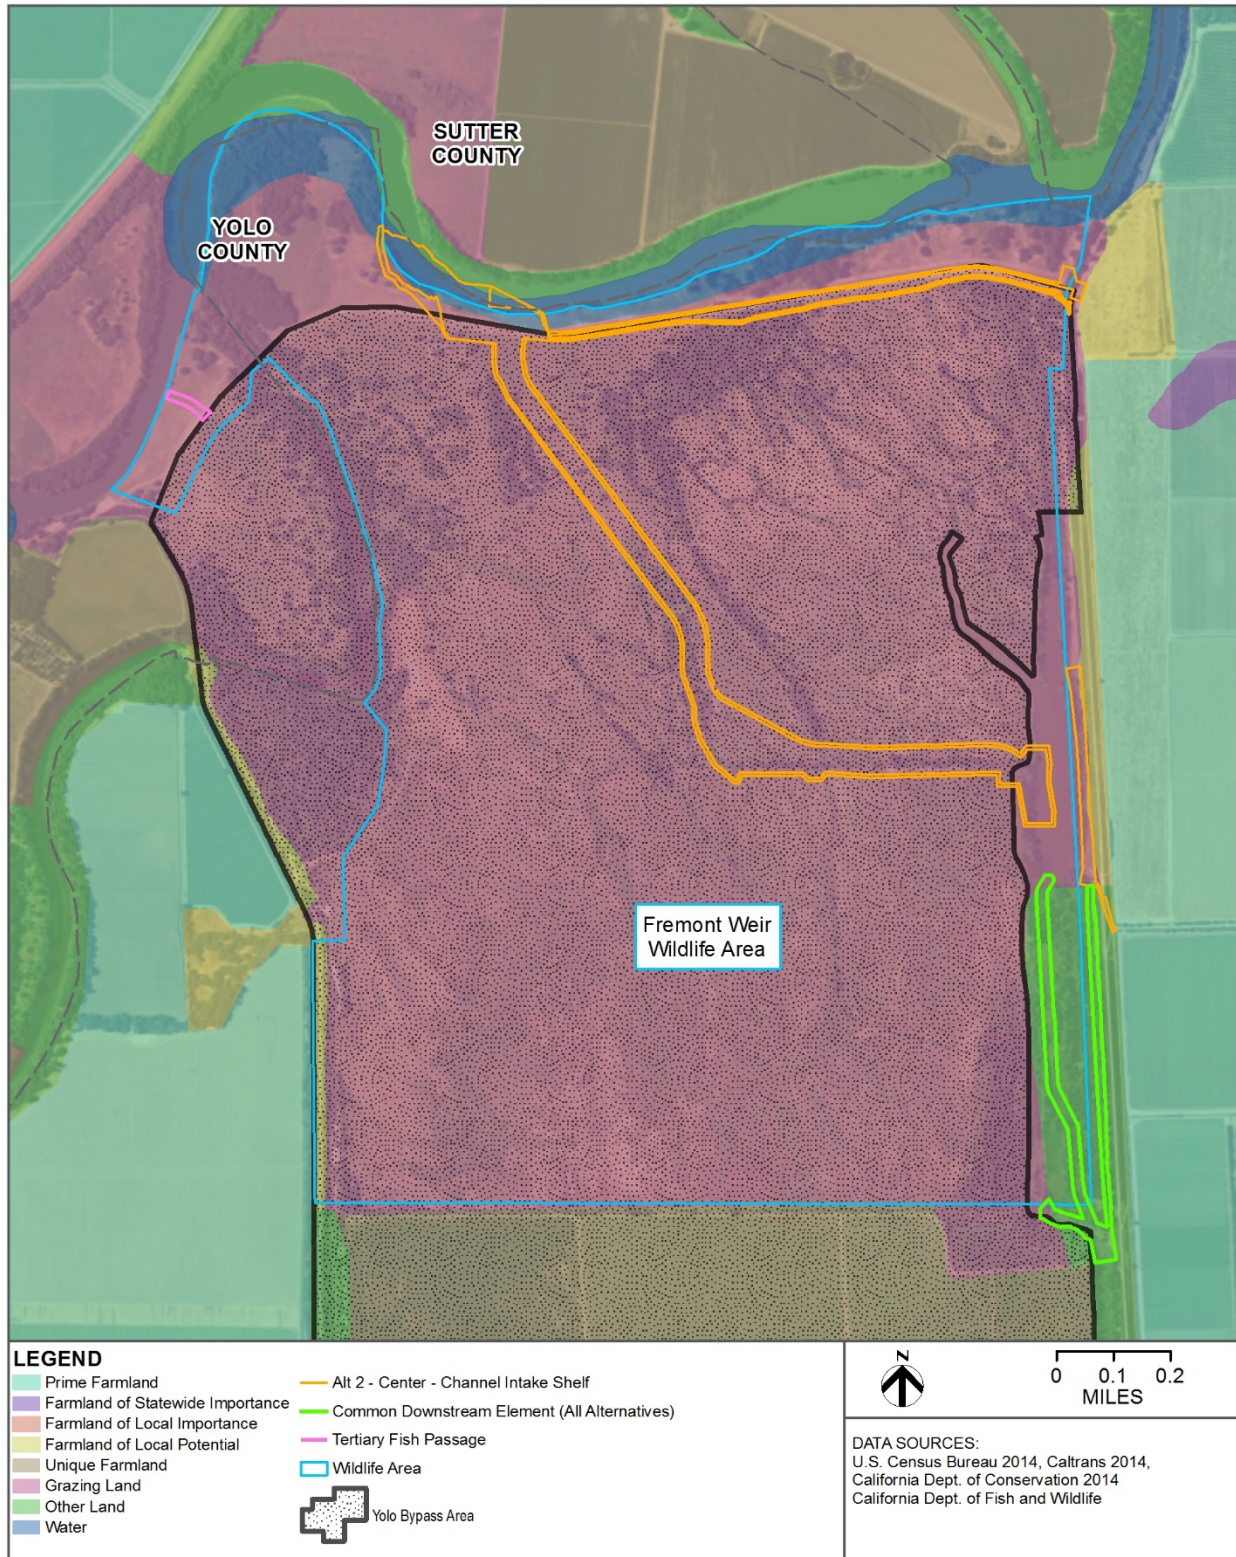 SUTTER
COUNTY
YOLO
COUNTY
Fremont Weir
Wildlife Area
LEGEND
Prime Farmland
Farmland of Statewide Importance
Farmland of Local Importance
Farmland of Local Potential
Unique Farmland
Grazing Land
Other Land
Water
Alt 2 - Center - Channel Intake Shelf
Common Downstream Element (All Alternatives)
Tertiary Fish Passage
Wildlife Area
Yolo Bypass Area
N
0 0.1 0.2
MILES
DATA SOURCES:
U.S. Census Bureau 2014, Caltrans 2014,
California Dept. of Conservation 2014
California Dept. of Fish and Wildlife